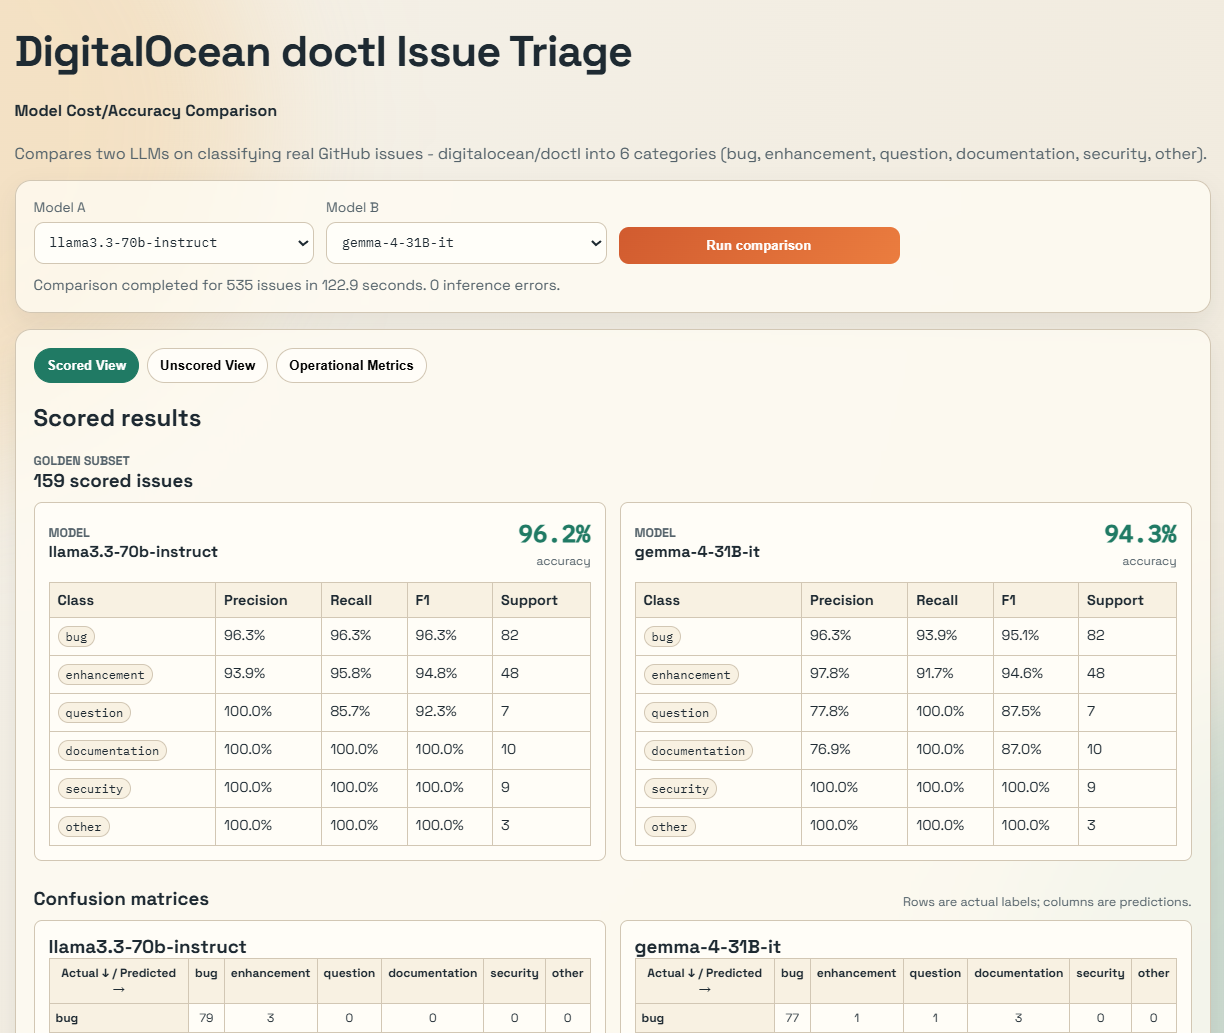 DigitalOcean doctl Issue Triage
Model Cost/Accuracy Comparison
Compares two LLMs on classifying real GitHub issues - digitalocean/doctl into 6 categories (bug, enhancement, question, documentation, security, other).
Model A Model B
llama3.3-70b-instruct gemma-4-31B-it Run comparison
Comparison completed for 535 issues in 122.9 seconds. 0 inference errors.
Scored View Unscored View Operational Metrics
Scored results
GOLDEN SUBSET
159 scored issues
MODEL
llama3.3-70b-instruct
96.2%
accuracy
Class Precision Recall F1 Support
bug 96.3% 96.3% 96.3% 82
enhancement 93.9% 95.8% 94.8% 48
question 100.0% 85.7% 92.3% 7
documentation 100.0% 100.0% 100.0% 10
security 100.0% 100.0% 100.0% 9
other 100.0% 100.0% 100.0% 3
MODEL
gemma-4-31B-it
94.3%
accuracy
Class Precision Recall F1 Support
bug 96.3% 93.9% 95.1% 82
enhancement 97.8% 91.7% 94.6% 48
question 77.8% 100.0% 87.5% 7
documentation 76.9% 100.0% 87.0% 10
security 100.0% 100.0% 100.0% 9
other 100.0% 100.0% 100.0% 3
Confusion matrices
Rows are actual labels; columns are predictions.
llama3.3-70b-instruct
Actual ↓ / Predicted → bug enhancement question documentation security other
bug 79 3 0 0 0 0
gemma-4-31B-it
Actual ↓ / Predicted → bug enhancement question documentation security other
bug 77 1 1 3 0 0